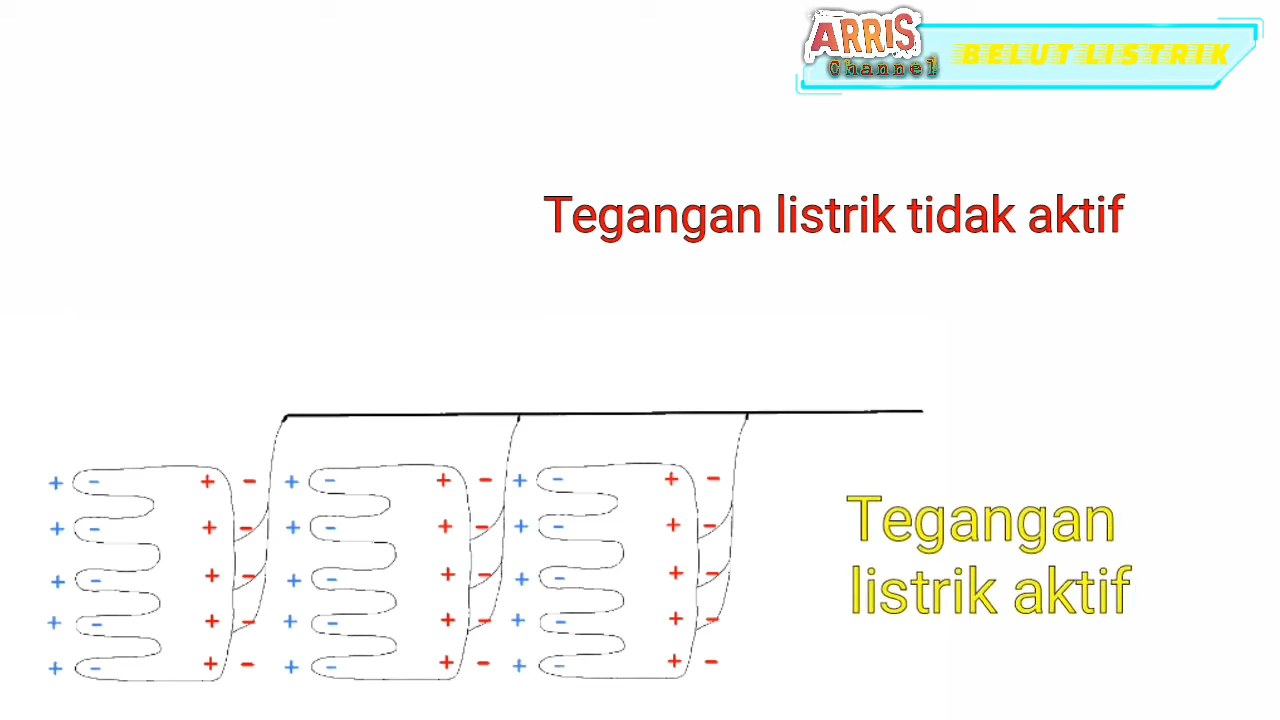 ARRIS
Channel
BELUT LISTRIK
Tegangan listrik tidak aktif
+ - + - + - + - + - + -
+ - + - + - + - + - + -
+ - + - + - + - + - + -
+ - + - + - + - + - + -
+ - + - + - + - + - + -
Tegangan
listrik aktif